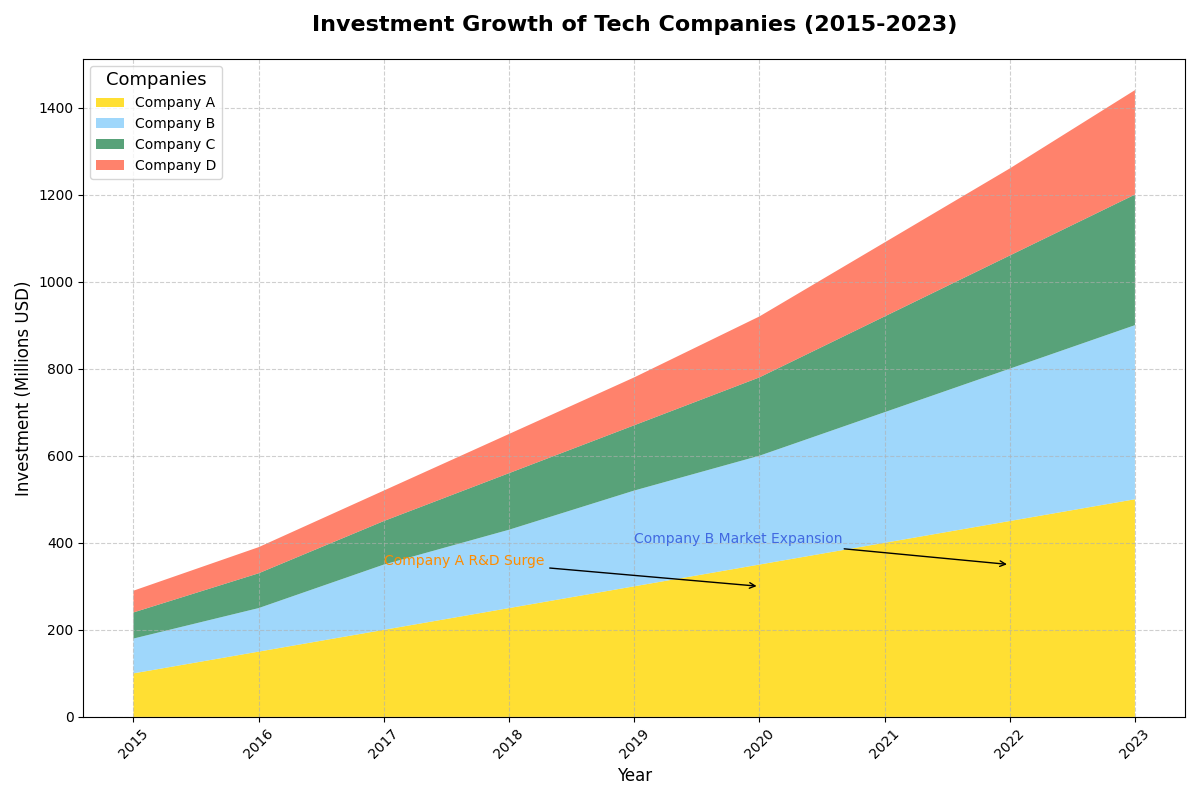 Investment Growth of Tech Companies (2015-2023)
Companies
Company A
Company B
Company C
Company D
Investment (Millions USD)
1400
1200
1000
800
600
400
200
0
Company B Market Expansion
Company A R&D Surge
2015
2016
2017
2018
2019
2020
2021
2022
2023
Year